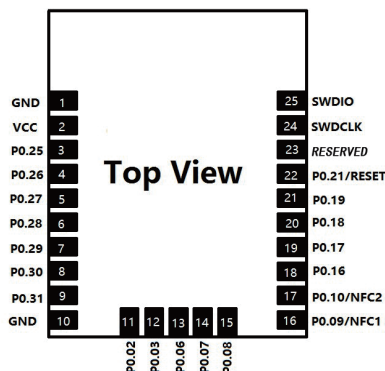 GND 1 25 SWDIO
VCC 2 24 SWDCLK
P0.25 3 23 RESERVED
P0.26 4 Top View 22 P0.21/RESET
P0.27 5 21 P0.19
P0.28 6 20 P0.18
P0.29 7 19 P0.17
P0.30 8 18 P0.16
P0.31 9 17 P0.10/NFC2
GND 10 11 12 13 14 15 16 P0.09/NFC1
P0.02 P0.03 P0.06 P0.07 P0.08